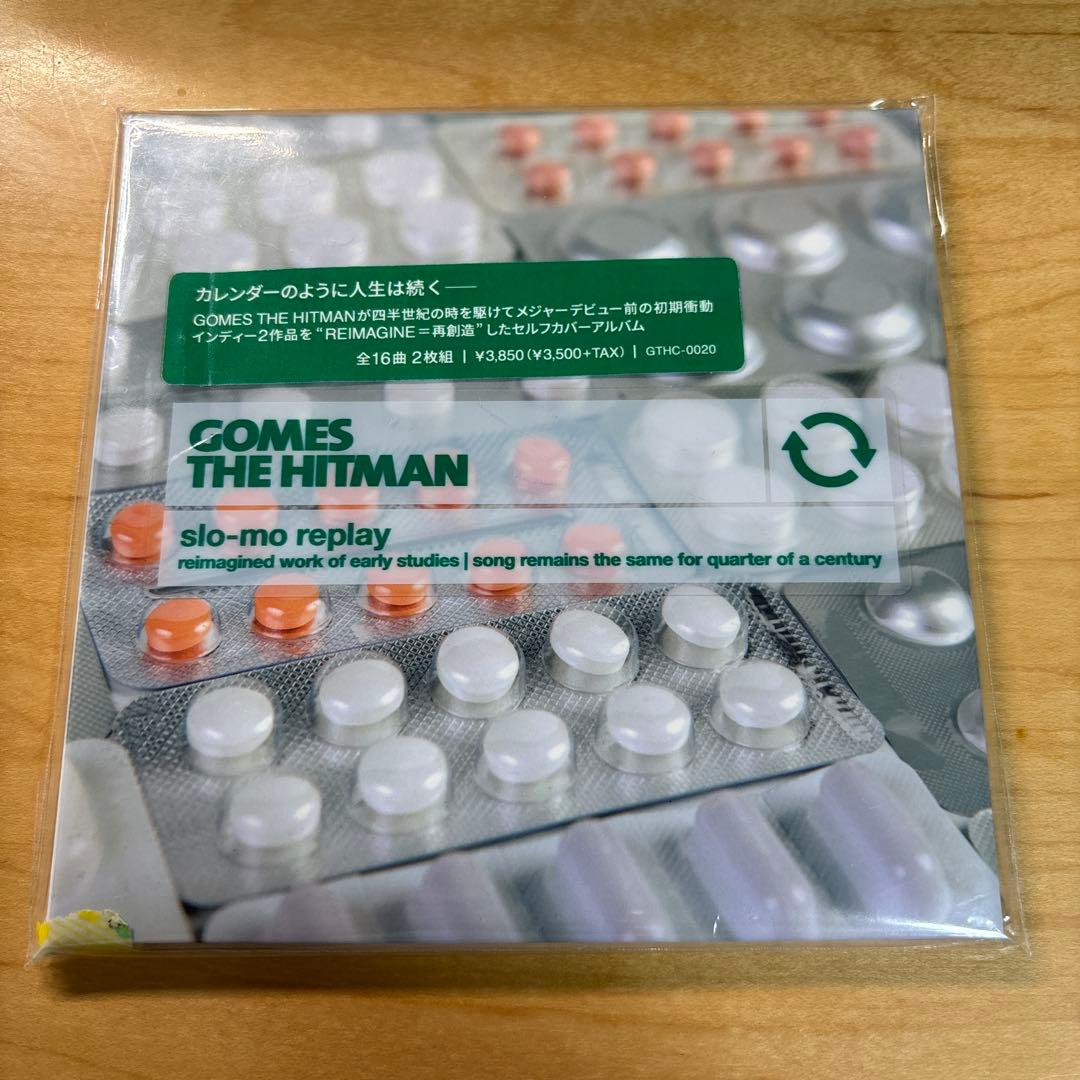 カレンダーのように人生は続く——
GOMES THE HITMANが四半世紀の時を駆けてメジャーデビュー前の初期衝動
インディー2作品を“REIMAGINE=再創造”したセルフカバーアルバム
全16曲 2枚組 | ¥3,850(¥3,500+TAX) | GTHC-0020
GOMES
THE HITMAN
slo-mo replay
reimagined work of early studies | song remains the same for quarter of a century